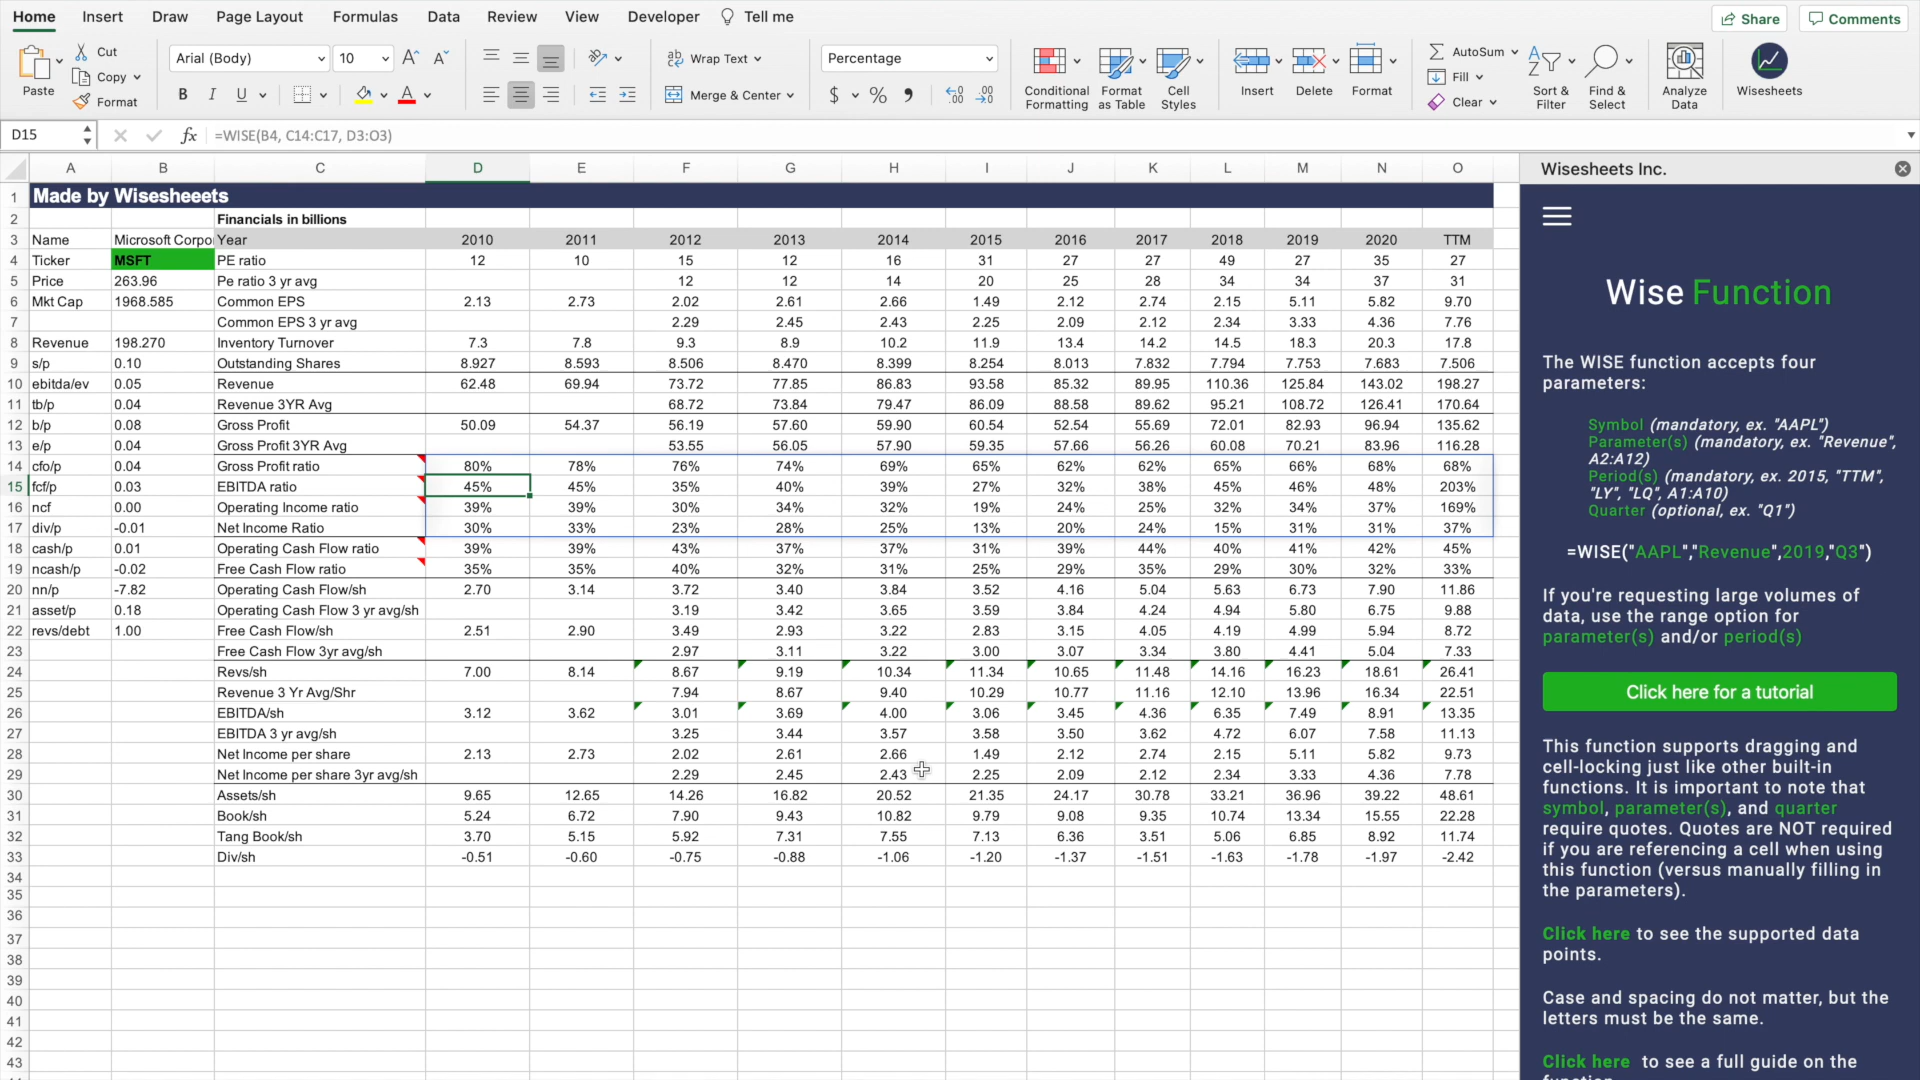 Home Insert Draw Page Layout Formulas Data Review View Developer Tell me Share Comments
Paste Cut Copy Format
Arial (Body) 10
B I U A
Wrap Text
Merge & Center
Percentage
$ % 9
Conditional Formatting Format as Table Cell Styles Insert Delete Format
AutoSum Fill Clear
Sort & Filter Find & Select Analyze Data Wisesheets
D15 fx =WISE(B4, C14:C17, D3:O3)
A B C D E F G H I J K L M N O
1 Made by Wisesheeets
2 Financials in billions
3 Name Microsoft Corpo Year 2010 2011 2012 2013 2014 2015 2016 2017 2018 2019 2020 TTM
4 Ticker MSFT PE ratio 12 10 15 12 16 31 27 27 49 27 35 27
5 Price 263.96 Pe ratio 3 yr avg 12 12 14 20 25 28 34 34 37 31
6 Mkt Cap 1968.585 Common EPS 2.13 2.73 2.02 2.61 2.66 1.49 2.12 2.74 2.15 5.11 5.82 9.70
7 Common EPS 3 yr avg 2.29 2.45 2.43 2.25 2.09 2.12 2.34 3.33 4.36 7.76
8 Revenue 198.270 Inventory Turnover 7.3 7.8 9.3 8.9 10.2 11.9 13.4 14.2 14.5 18.3 20.3 17.8
9 s/p 0.10 Outstanding Shares 8.927 8.593 8.506 8.470 8.399 8.254 8.013 7.832 7.794 7.753 7.683 7.506
10 ebitda/ev 0.05 Revenue 62.48 69.94 73.72 77.85 86.83 93.58 85.32 89.95 110.36 125.84 143.02 198.27
11 tb/p 0.04 Revenue 3YR Avg 68.72 73.84 79.47 86.09 88.58 89.62 95.21 108.72 126.41 170.64
12 b/p 0.08 Gross Profit 50.09 54.37 56.19 57.60 59.90 60.54 52.54 55.69 72.01 82.93 96.94 135.62
13 e/p 0.04 Gross Profit 3YR Avg 53.55 56.05 57.90 59.35 57.66 56.26 60.08 70.21 83.96 116.28
14 cfo/p 0.04 Gross Profit ratio 80% 78% 76% 74% 69% 65% 62% 62% 65% 66% 68% 68%
15 fcf/p 0.03 EBITDA ratio 45% 45% 35% 40% 39% 27% 32% 38% 45% 46% 48% 203%
16 ncf 0.00 Operating Income ratio 39% 39% 30% 34% 32% 19% 24% 25% 32% 34% 37% 169%
17 div/p -0.01 Net Income Ratio 30% 33% 23% 28% 25% 13% 20% 24% 15% 31% 31% 37%
18 cash/p 0.01 Operating Cash Flow ratio 39% 39% 43% 37% 37% 31% 39% 44% 40% 41% 42% 45%
19 ncash/p -0.02 Free Cash Flow ratio 35% 35% 40% 32% 31% 25% 29% 35% 29% 30% 32% 33%
20 nn/p -7.82 Operating Cash Flow/sh 2.70 3.14 3.72 3.40 3.84 3.52 4.16 5.04 5.63 6.73 7.90 11.86
21 asset/p 0.18 Operating Cash Flow 3 yr avg/sh 3.19 3.42 3.65 3.59 3.84 4.24 4.94 5.80 6.75 9.88
22 revs/debt 1.00 Free Cash Flow/sh 2.51 2.90 3.49 2.93 3.22 2.83 3.15 4.05 4.19 4.99 5.94 8.72
23 Free Cash Flow 3yr avg/sh 2.97 3.11 3.22 3.00 3.07 3.34 3.80 4.41 5.04 7.33
24 Revs/sh 7.00 8.14 8.67 9.19 10.34 11.34 10.65 11.48 14.16 16.23 18.61 26.41
25 Revenue 3 Yr Avg/Shr 7.94 8.67 9.40 10.29 10.77 11.16 12.10 13.96 16.34 22.51
26 EBITDA/sh 3.12 3.62 3.01 3.69 4.00 3.06 3.45 4.36 6.35 7.49 8.91 13.35
27 EBITDA 3 yr avg/sh 3.25 3.44 3.57 3.58 3.50 3.62 4.72 6.07 7.58 11.13
28 Net Income per share 2.13 2.73 2.02 2.61 2.66 1.49 2.12 2.74 2.15 5.11 5.82 9.73
29 Net Income per share 3yr avg/sh 2.29 2.45 2.43 2.25 2.09 2.12 2.34 3.33 4.36 7.78
30 Assets/sh 9.65 12.65 14.26 16.82 20.52 21.35 24.17 30.78 33.21 36.96 39.22 48.61
31 Book/sh 5.24 6.72 7.90 9.43 10.82 9.79 9.08 9.35 10.74 13.34 15.55 22.28
32 Tang Book/sh 3.70 5.15 5.92 7.31 7.55 7.13 6.36 3.51 5.06 6.85 8.92 11.74
33 Div/sh -0.51 -0.60 -0.75 -0.88 -1.06 -1.20 -1.37 -1.51 -1.63 -1.78 -1.97 -2.42
34
35
36
37
38
39
40
41
42
43
Wisesheets Inc.
Wise Function
The WISE function accepts four
parameters:
Symbol (mandatory, ex. "AAPL")
Parameter(s) (mandatory, ex. "Revenue",
A2:A12)
Period(s) (mandatory, ex. 2015, "TTM",
"LY", "LQ", A1:A10)
Quarter (optional, ex. "Q1")
=WISE("AAPL","Revenue",2019,"Q3")
If you're requesting large volumes of
data, use the range option for
parameter(s) and/or period(s)
Click here for a tutorial
This function supports dragging and
cell-locking just like other built-in
functions. It is important to note that
symbol, parameter(s), and quarter
require quotes. Quotes are NOT required
if you are referencing a cell when using
this function (versus manually filling in
the parameters).
Click here to see the supported data
points.
Case and spacing do not matter, but the
letters must be the same.
Click here to see a full guide on the